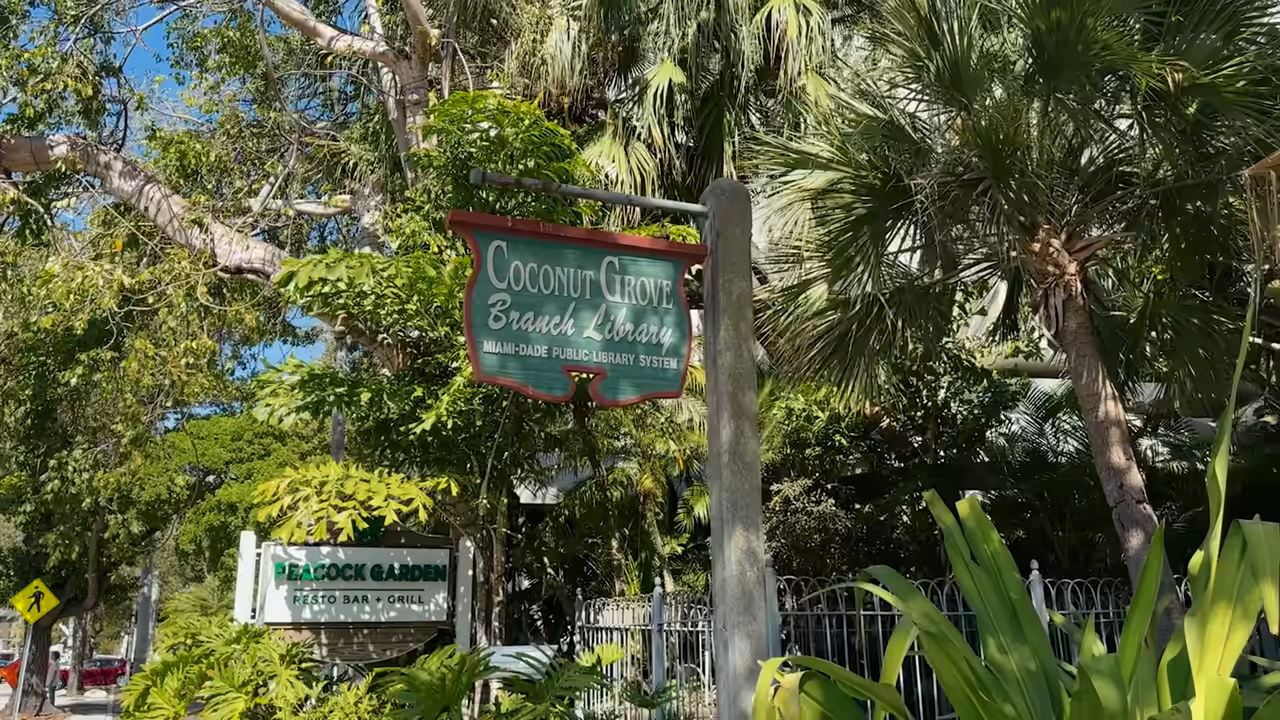 COCONUT GROVE
Branch Library
MIAMI-DADE PUBLIC LIBRARY SYSTEM
PEACOCK GARDEN
RESTO BAR + GRILL